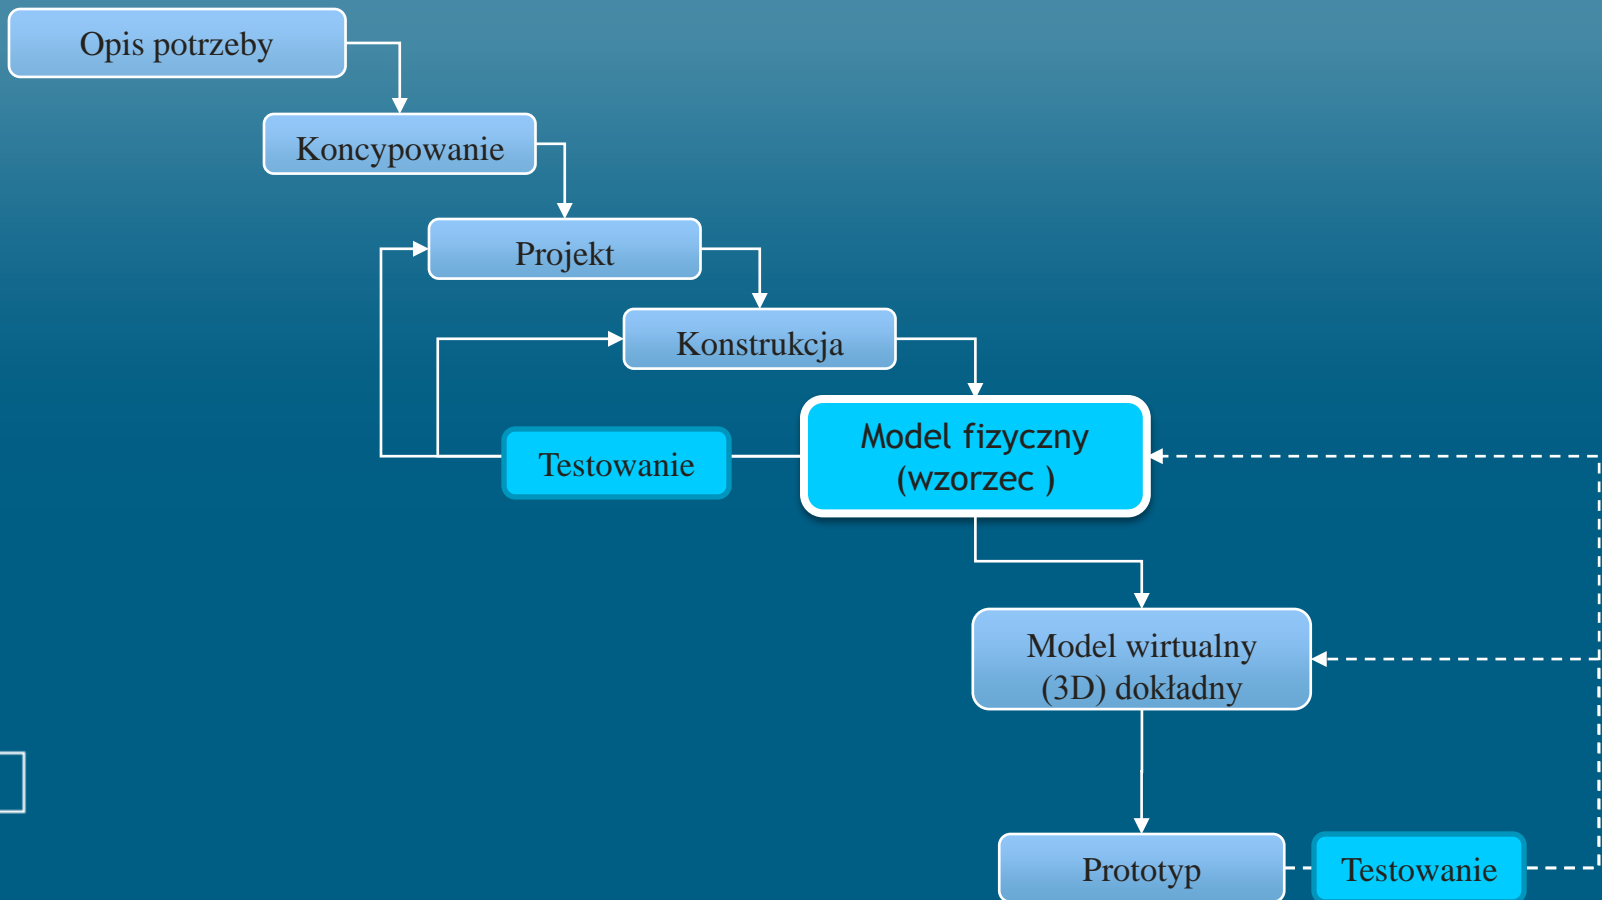 Opis potrzeby
Koncypowanie
Projekt
Konstrukcja
Model fizyczny
(wzorzec )
Testowanie
Model wirtualny
(3D) dokładny
Prototyp
Testowanie